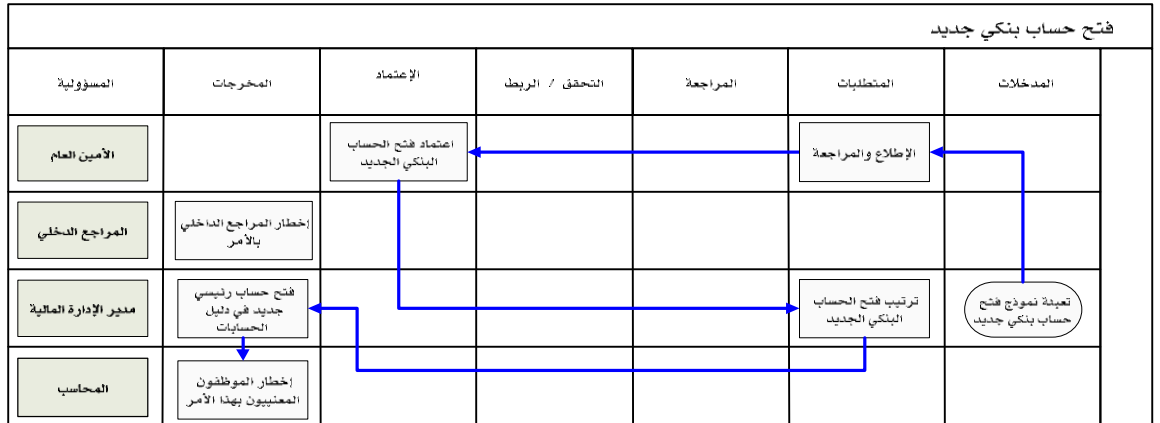 فتح حساب بنكي جديد
المدخلات
المتطلبات
المراجعة
التحقق / الربط
الإعتماد
المخرجات
المسؤولية
الإطلاع والمراجعة
اعتماد فتح الحساب
البنكي الجديد
الأمين العام
إخطار المراجع الداخلي
بالأمر
المراجع الدخلي
تعبئة نموذج فتح
حساب بنكي جديد
ترتيب فتح الحساب
البنكي الجديد
فتح حساب رئيسي
جديد في دليل
الحسابات
مدير الإدارة المالية
إخطار الموظفون
المعنييون بهذا الأمر
المحاسب